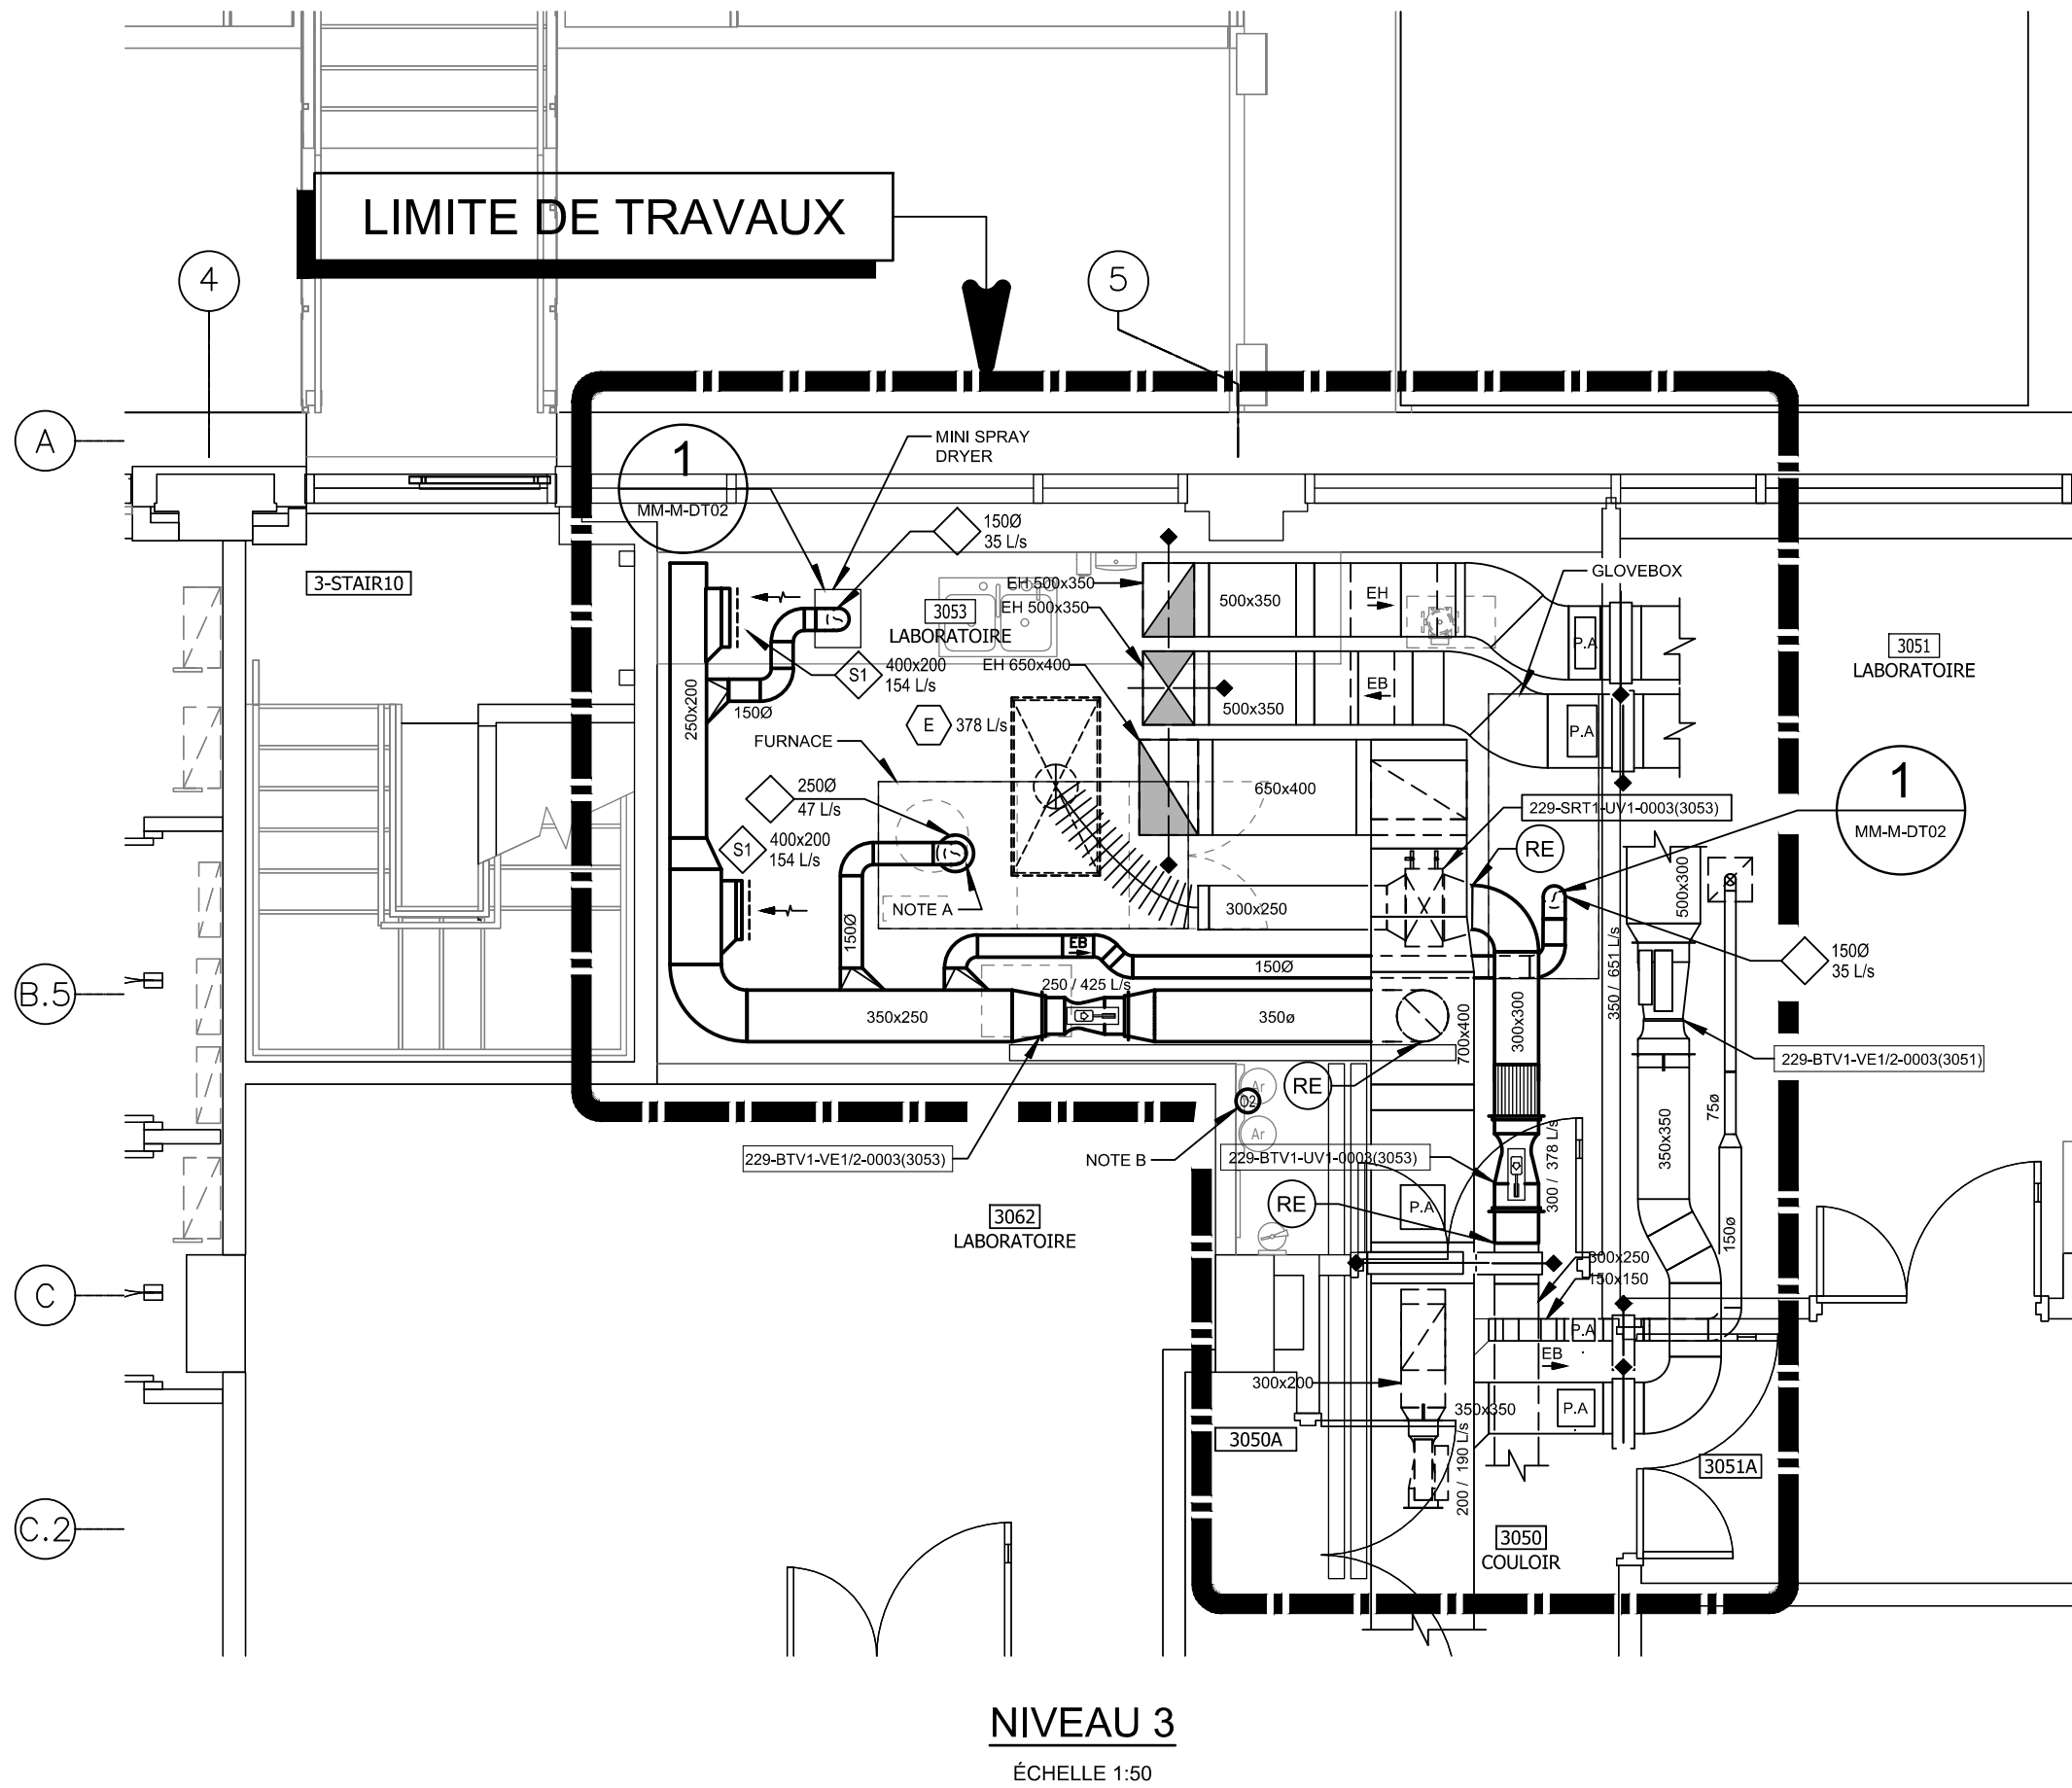 LIMITE DE TRAVAUX
4
5
A
1
MM-M-DT02
MINI SPRAY
DRYER
150Ø
35 L/s
3-STAIR10
3053
LABORATOIRE
EH 500x350
EH 500x350
EH 650x400
500x350
EH
GLOVEBOX
P.A
3051
LABORATOIRE
S1
400x200
154 L/s
250x200
150Ø
E
378 L/s
EB
500x350
P.A
FURNACE
250Ø
47 L/s
650x400
229-SRT1-UV1-0003(3053)
1
MM-M-DT02
S1
400x200
154 L/s
RE
NOTE A
150Ø
300x250
500x300
350 / 651 L/s
EB
150Ø
150Ø
35 L/s
B.5
250 / 425 L/s
350x250
350ø
700x400
300x300
229-BTV1-VE1/2-0003(3051)
Ar
O2
Ar
RE
75ø
350x350
229-BTV1-VE1/2-0003(3053)
NOTE B
229-BTV1-UV1-0003(3053)
300 / 378 L/s
P.A
RE
3062
LABORATOIRE
150ø
C
300x250
150x150
P.A
EB
300x200
350x350
P.A
3050A
200 / 190 L/s
3051A
C.2
3050
COULOIR
NIVEAU 3
ÉCHELLE 1:50